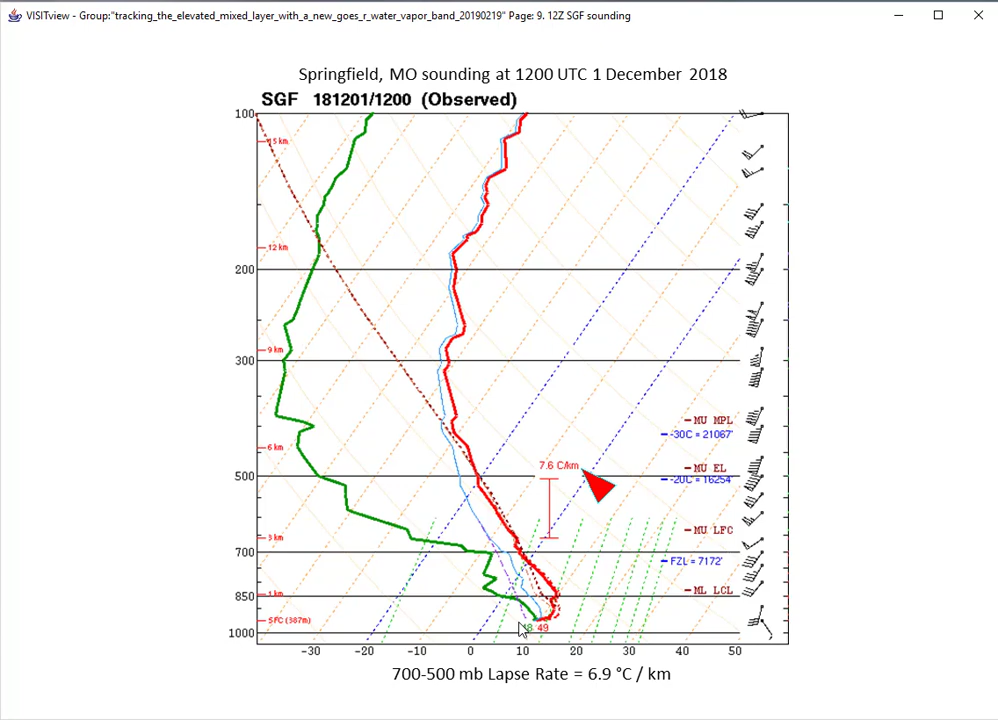 VISITview - Group:"tracking_the_elevated_mixed_layer_with_a_new_goes_r_water_vapor_band_20190219" Page: 9. 12Z SGF sounding
Springfield, MO sounding at 1200 UTC 1 December 2018
SGF 181201/1200 (Observed)
100
15 km
12 km
200
9 km
300
MU MPL
-30C = 21067'
6 km
7.6 C/km
MU EL
500
-20C = 16254'
MU LFC
3 km
700
FZL = 7172'
850
1 km
ML LCL
SFC (387m)
49
1000
-30 -20 -10 0 10 20 30 40 50
700-500 mb Lapse Rate = 6.9 °C / km